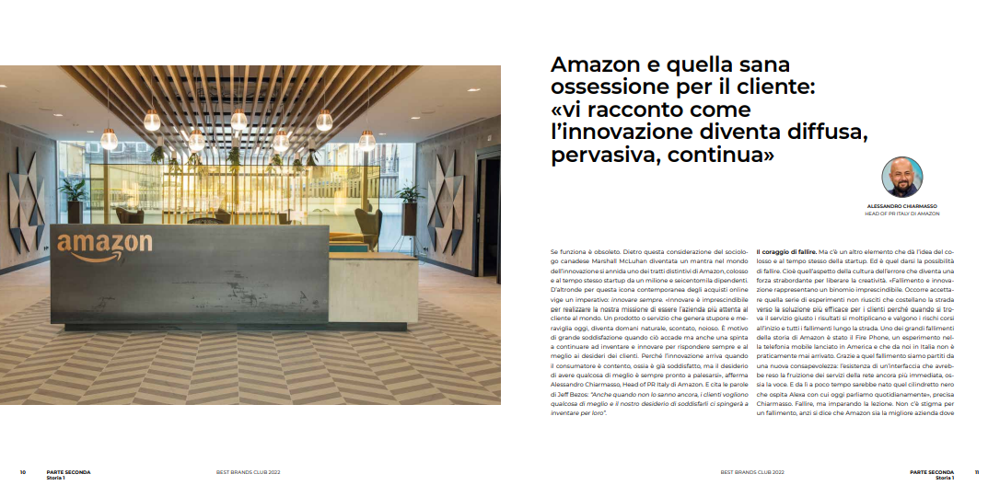 amazon
Amazon e quella sana
ossessione per il cliente:
«vi racconto come
l'innovazione diventa diffusa,
pervasiva, continua»
ALESSANDRO CHIARMASSO
HEAD OF PR ITALY DI AMAZON
Se funziona è obsoleto. Dietro questa considerazione del sociolo-
go canadese Marshall McLuhan diventata un mantra nel mondo
dell'innovazione si annida uno dei tratti distintivi di Amazon, colosso
e al tempo stesso startup da un milione e seicentomila dipendenti.
D'altronde per questa icona contemporanea degli acquisti online
vige un imperativo: innovare sempre. «Innovare è imprescindibile
per realizzare la nostra missione di essere l'azienda più attenta al
cliente al mondo. Un prodotto o servizio che genera stupore e me-
raviglia oggi, diventa domani naturale, scontato, noioso. È motivo
di grande soddisfazione quando ciò accade ma anche una spinta
a continuare ad inventare e innovare per rispondere sempre e al
meglio ai desideri dei clienti. Perché l'innovazione arriva quando
il consumatore è contento, ossia è già soddisfatto, ma il desiderio
di avere qualcosa di meglio è sempre pronto a palesarsi», afferma
Alessandro Chiarmasso, Head of PR Italy di Amazon. E cita le parole
di Jeff Bezos: "Anche quando non lo sanno ancora, i clienti vogliono
qualcosa di meglio e il nostro desiderio di soddisfarli ci spingerà a
inventare per loro".
Il coraggio di fallire. Ma c'è un altro elemento che dà l'idea del co-
losso e al tempo stesso della startup. Ed è quel darsi la possibilità
di fallire. Cioè quell'aspetto della cultura dell'errore che diventa una
forza strabordante per liberare la creatività. «Fallimento e innova-
zione rappresentano un binomio imprescindibile. Occorre accetta-
re quella serie di esperimenti non riusciti che costellano la strada
verso la soluzione più efficace per i clienti perché quando si tro-
va il servizio giusto i risultati si moltiplicano e valgono i rischi corsi
all'inizio e tutti i fallimenti lungo la strada. Uno dei grandi fallimenti
della storia di Amazon è stato il Fire Phone, un esperimento nel-
la telefonia mobile lanciato in America e che da noi in Italia non è
praticamente mai arrivato. Grazie a quel fallimento siamo partiti da
una nuova consapevolezza: l'esistenza di un'interfaccia che avreb-
be reso la fruizione dei servizi della rete ancora più immediata, os-
sia la voce. E da lì a poco tempo sarebbe nato quel cilindretto nero
che ospita Alexa con cui oggi parliamo quotidianamente», precisa
Chiarmasso. Fallire, ma imparando la lezione. Non c'è stigma per
un fallimento, anzi si dice che Amazon sia la migliore azienda dove
10
PARTE SECONDA
Storia 1
BEST BRANDS CLUB 2022
BEST BRANDS CLUB 2022
PARTE SECONDA
Storia 1
11